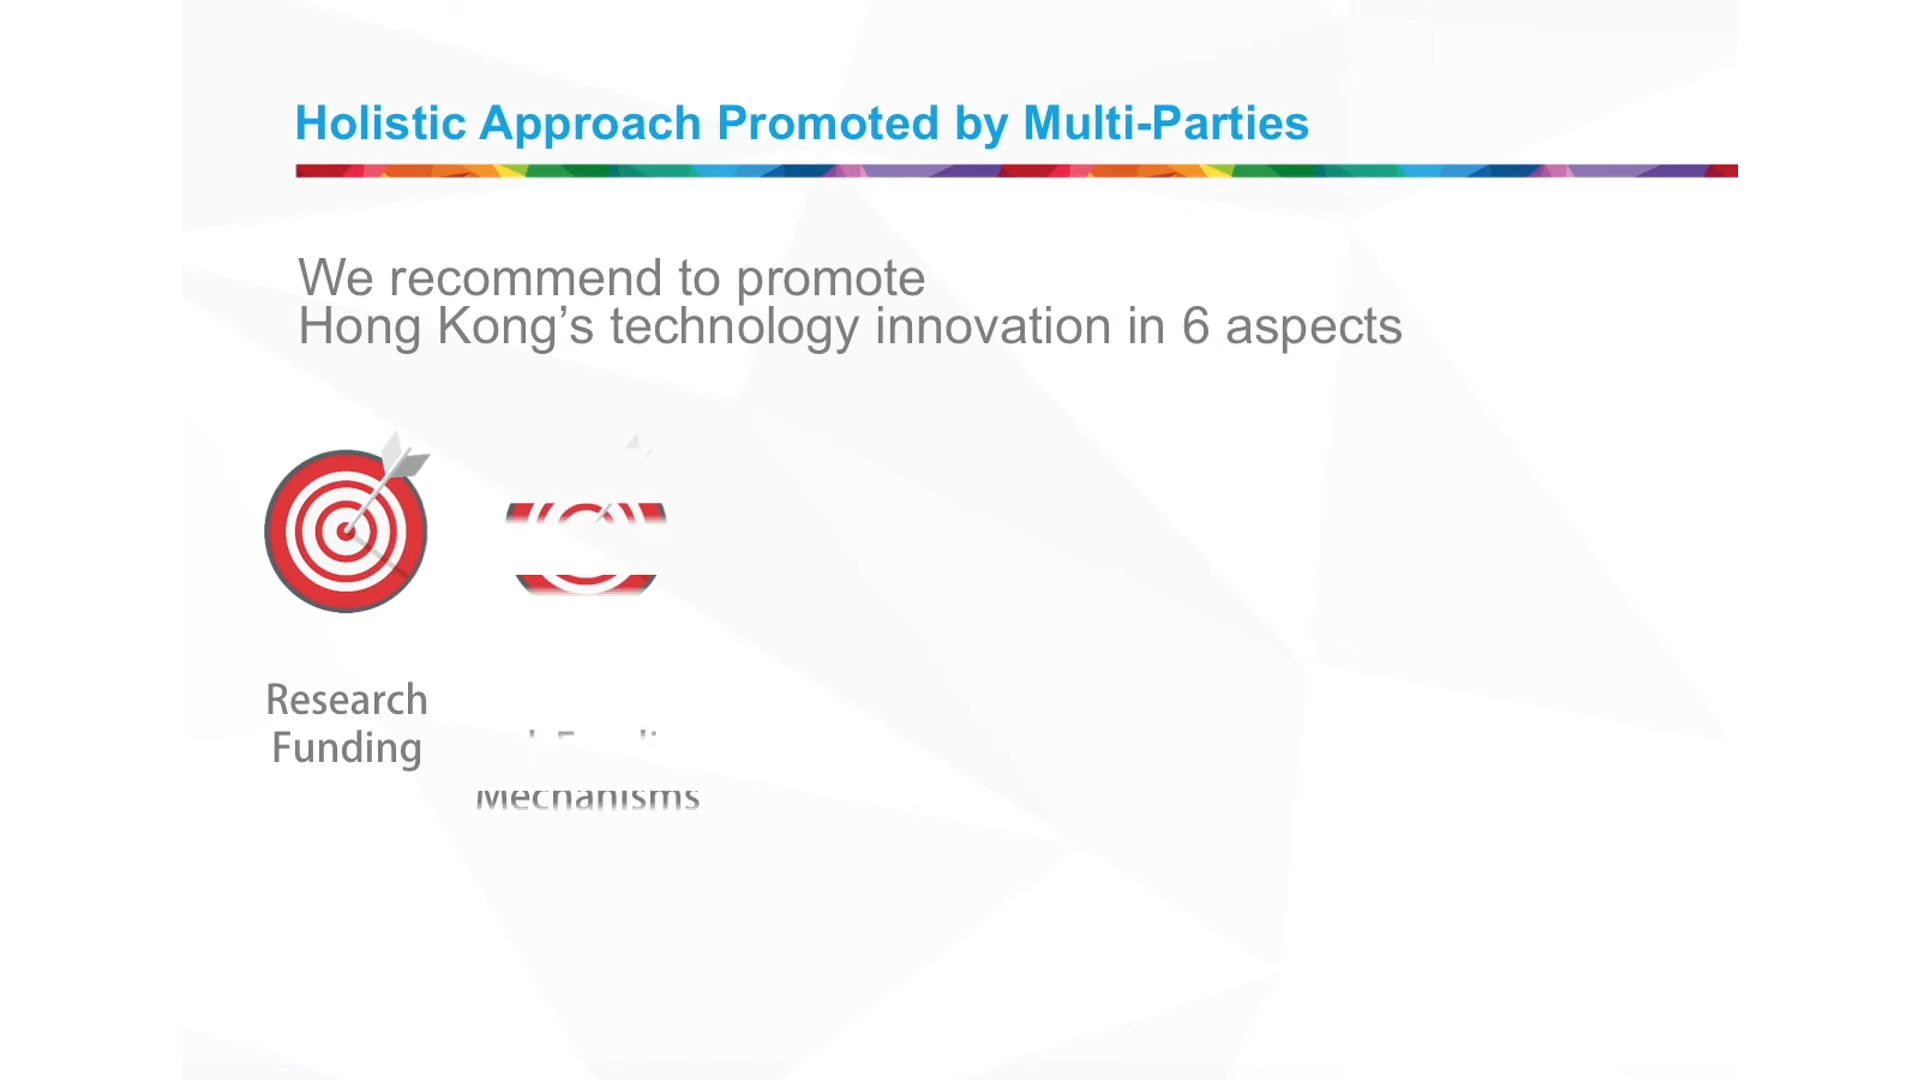 Holistic Approach Promoted by Multi-Parties
We recommend to promote
Hong Kong’s technology innovation in 6 aspects
Research
Funding
Mechanisms